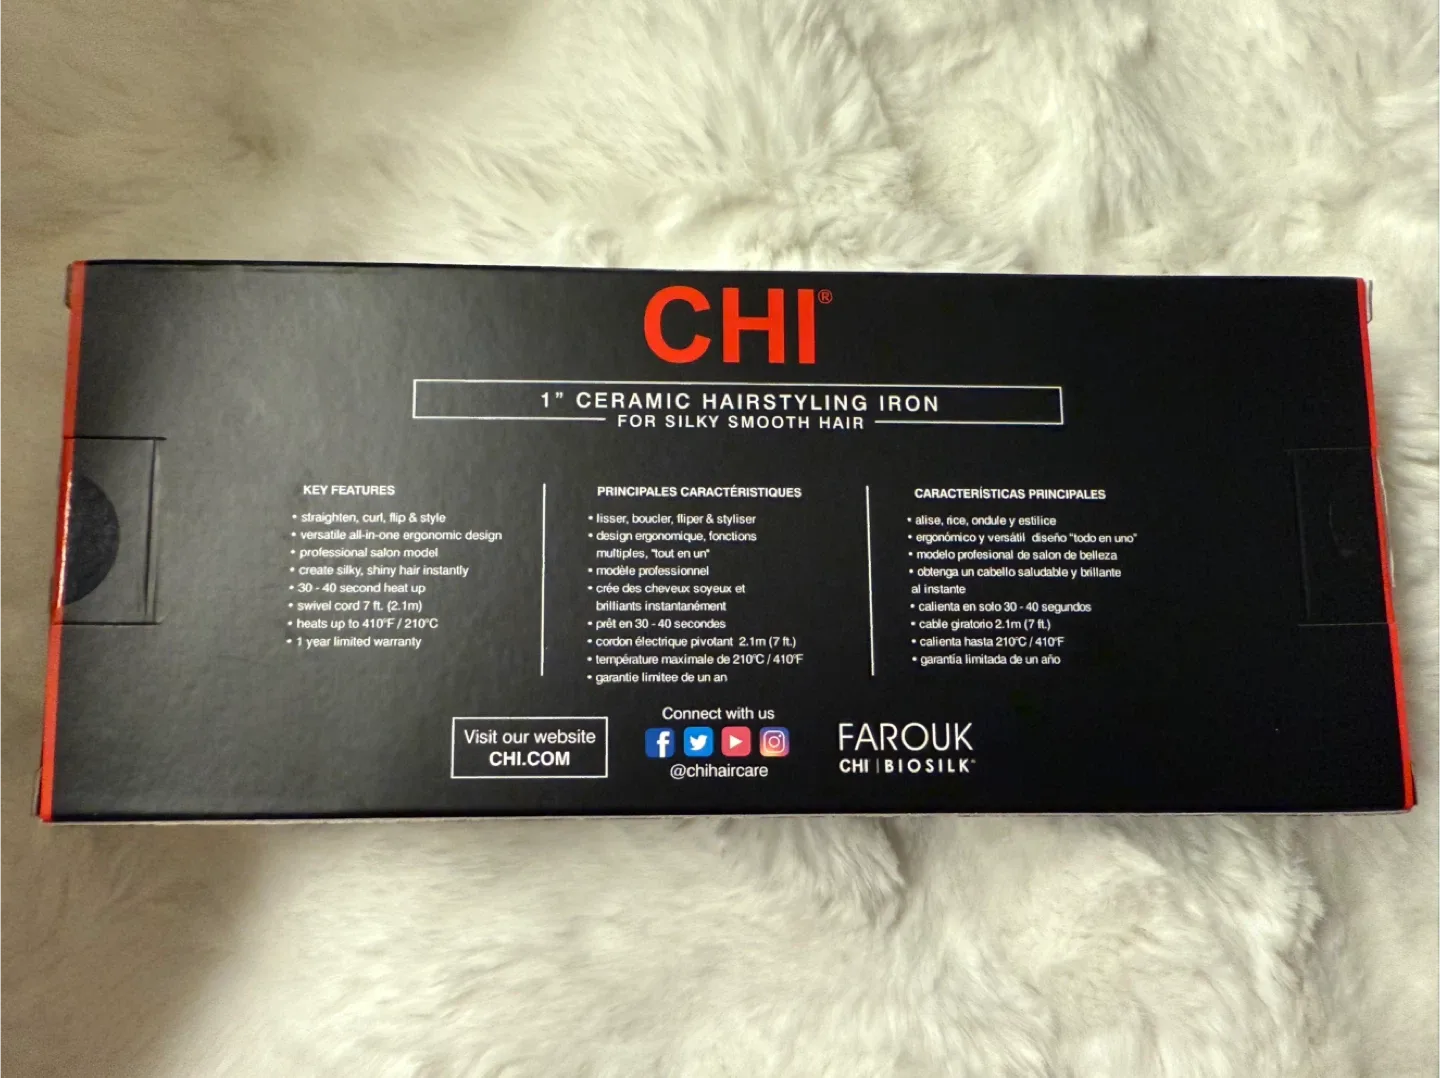 CHI®
1” CERAMIC HAIRSTYLING IRON
FOR SILKY SMOOTH HAIR
KEY FEATURES
• straighten, curl, flip & style
• versatile all-in-one ergonomic design
• professional salon model
• create silky, shiny hair instantly
• 30 - 40 second heat up
• swivel cord 7 ft. (2.1m)
• heats up to 410°F / 210°C
• 1 year limited warranty
PRINCIPALES CARACTÉRISTIQUES
• lisser, boucler, fliper & styliser
• design ergonomique, fonctions
multiples, "tout en un"
• modèle professionnel
• crée des cheveux soyeux et
brilliants instantanément
• prêt en 30 - 40 secondes
• cordon électrique pivotant 2.1m (7 ft.)
• température maximale de 210°C / 410°F
• garantie limitee de un an
CARACTERÍSTICAS PRINCIPALES
• alise, rice, ondule y estilice
• ergonómico y versátil diseño "todo en uno"
• modelo profesional de salon de belleza
• obtenga un cabello saludable y brillante
al instante
• calienta en solo 30 - 40 segundos
• cable giratorio 2.1m (7 ft.)
• calienta hasta 210°C / 410°F
• garantía limitada de un año
Visit our website
CHI.COM
Connect with us
@chihaircare
FAROUK
CHI | BIOSILK®